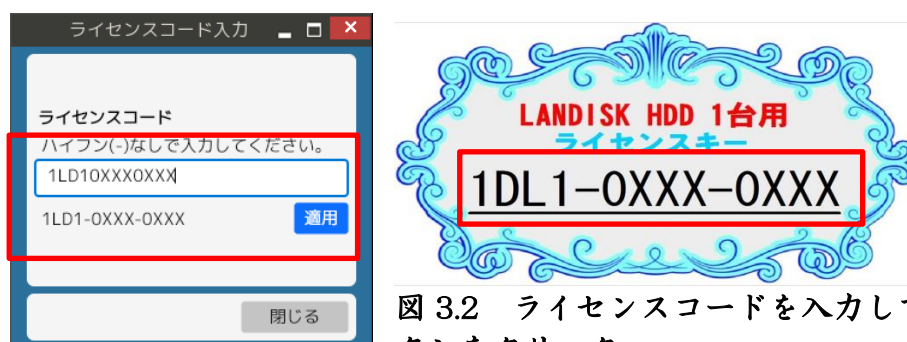 ライセンスコード入力
ライセンスコード
ハイフン(-)なしで入力してください。
1LD10XXX0XXX
1LD1-0XXX-0XXX
適用
閉じる
LANDISK HDD 1台用
ライセンスキー
1DL1-0XXX-0XXX
図 3.2 ライセンスコードを入力して